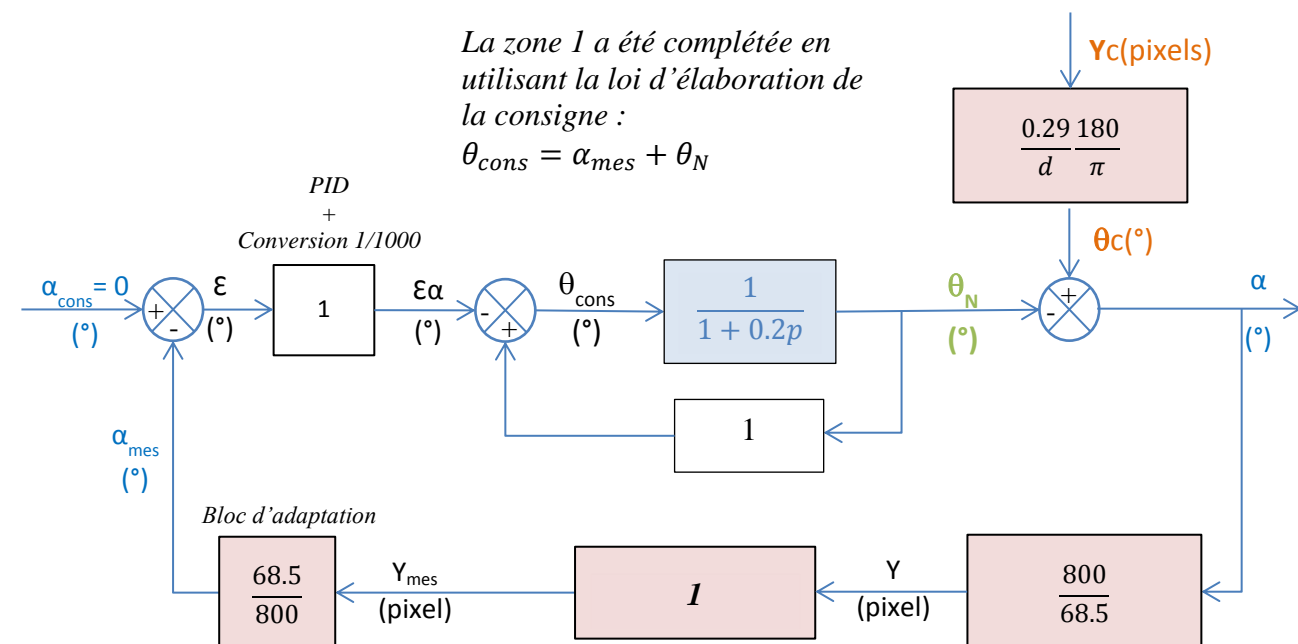 La zone 1 a été complétée en
utilisant la loi d'élaboration de
la consigne :
θcons = αmes + θN
Yc(pixels)
0.29 180
d π
θc(°)
PID
+
Conversion 1/1000
αcons = 0
(°)
+
-
ε
(°)
1
εα
(°)
-
+
θcons
(°)
1
1 + 0.2p
θN
(°)
+
-
α
(°)
1
αmes
(°)
Bloc d'adaptation
68.5
800
Ymes
(pixel)
1
Y
(pixel)
800
68.5